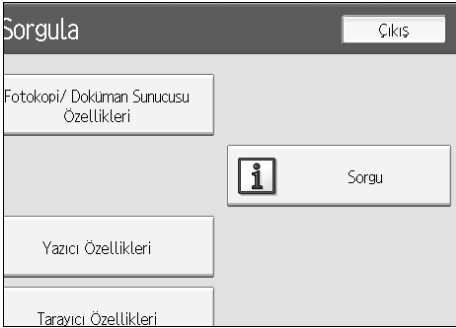 Sorgula
Çıkış
Fotokopi/ Doküman Sunucusu
Özellikleri
Sorgu
Yazıcı Özellikleri
Tarayıcı Özellikleri